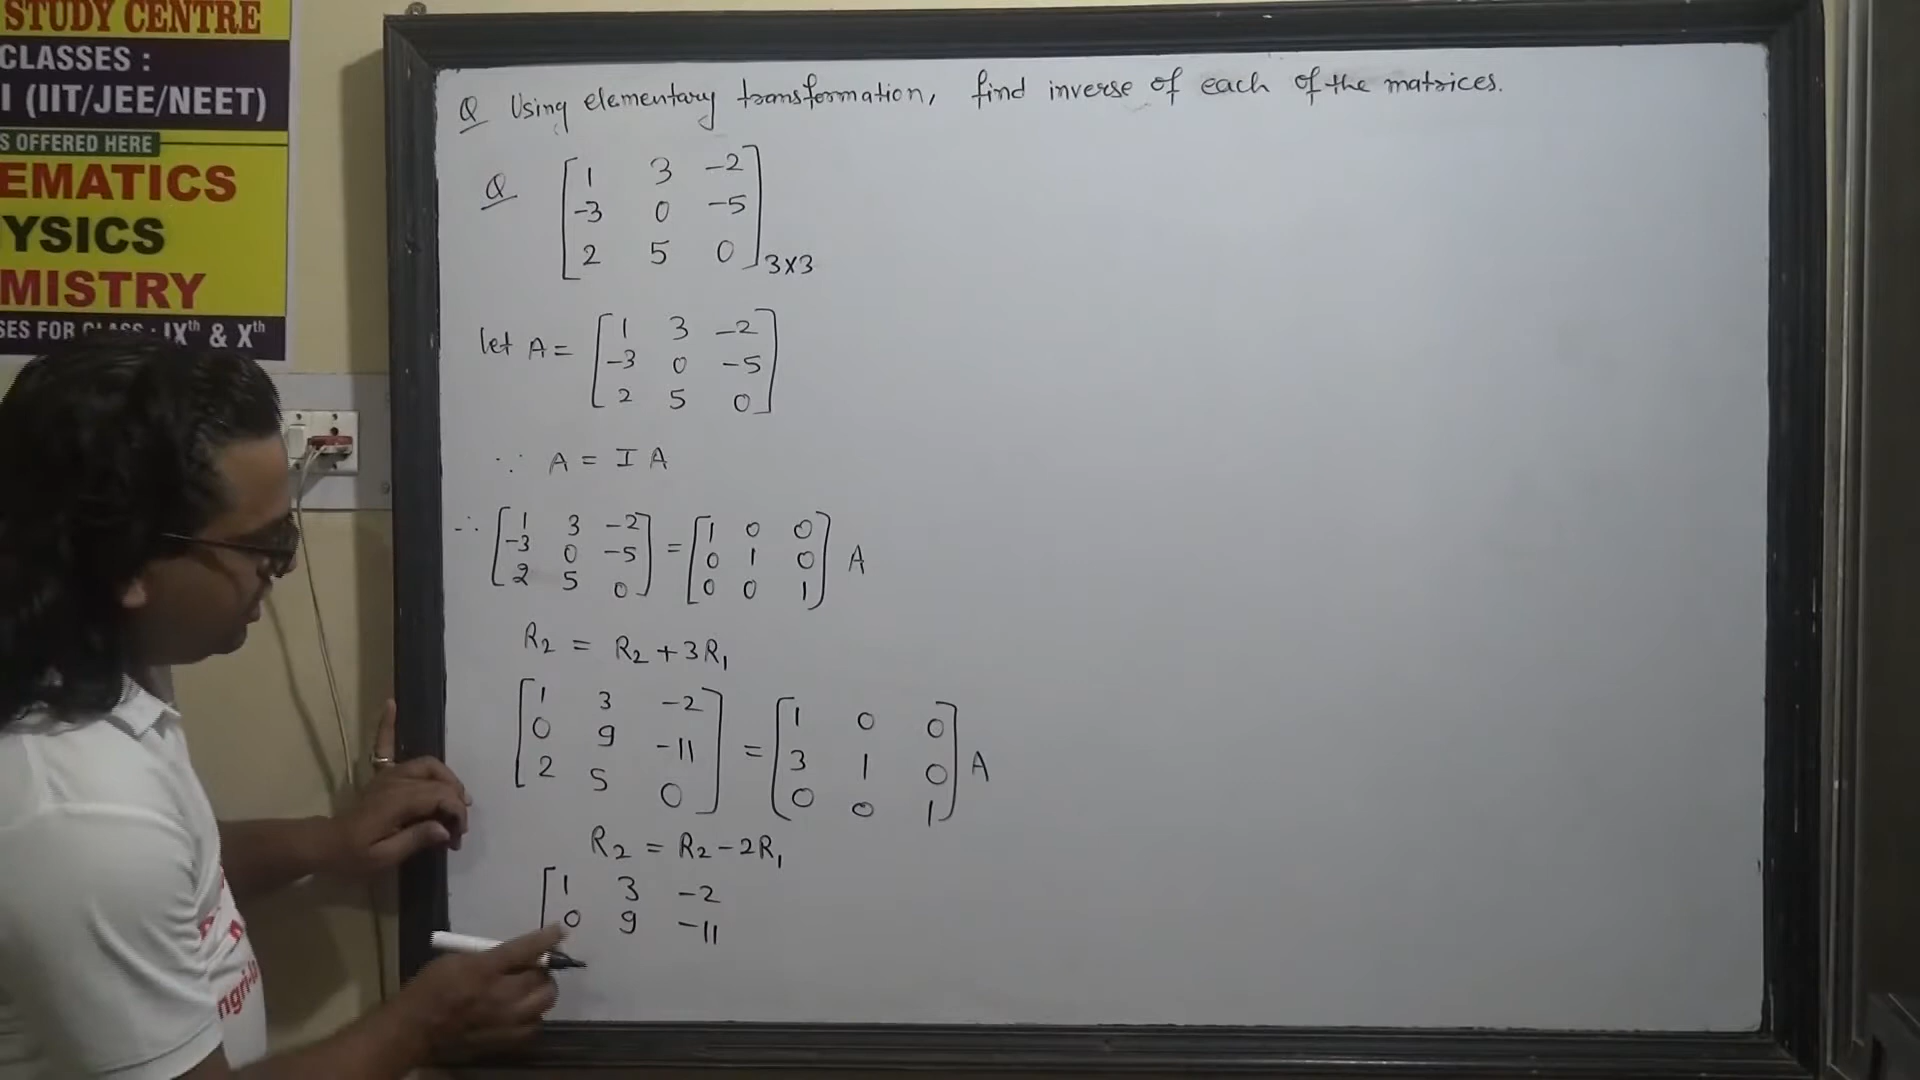 STUDY CENTRE
CLASSES :
I (IIT/JEE/NEET)
S OFFERED HERE
EMATICS
YSICS
MISTRY
SES FOR CLASS : IXth & Xth
Q Using elementary transformation, find inverse of each of the matrices.
Q [1 3 -2
-3 0 -5
2 5 0] 3x3
let A = [1 3 -2
-3 0 -5
2 5 0]
∵ A = I A
∴ [1 3 -2 ] = [1 0 0
-3 0 -5 0 1 0 A
2 5 0] 0 0 1]
R2 = R2 + 3R1
[1 3 -2 ] = [1 0 0
0 9 -11 3 1 0 A
2 5 0] 0 0 1]
R2 = R2 - 2R1
[1 3 -2
0 9 -11